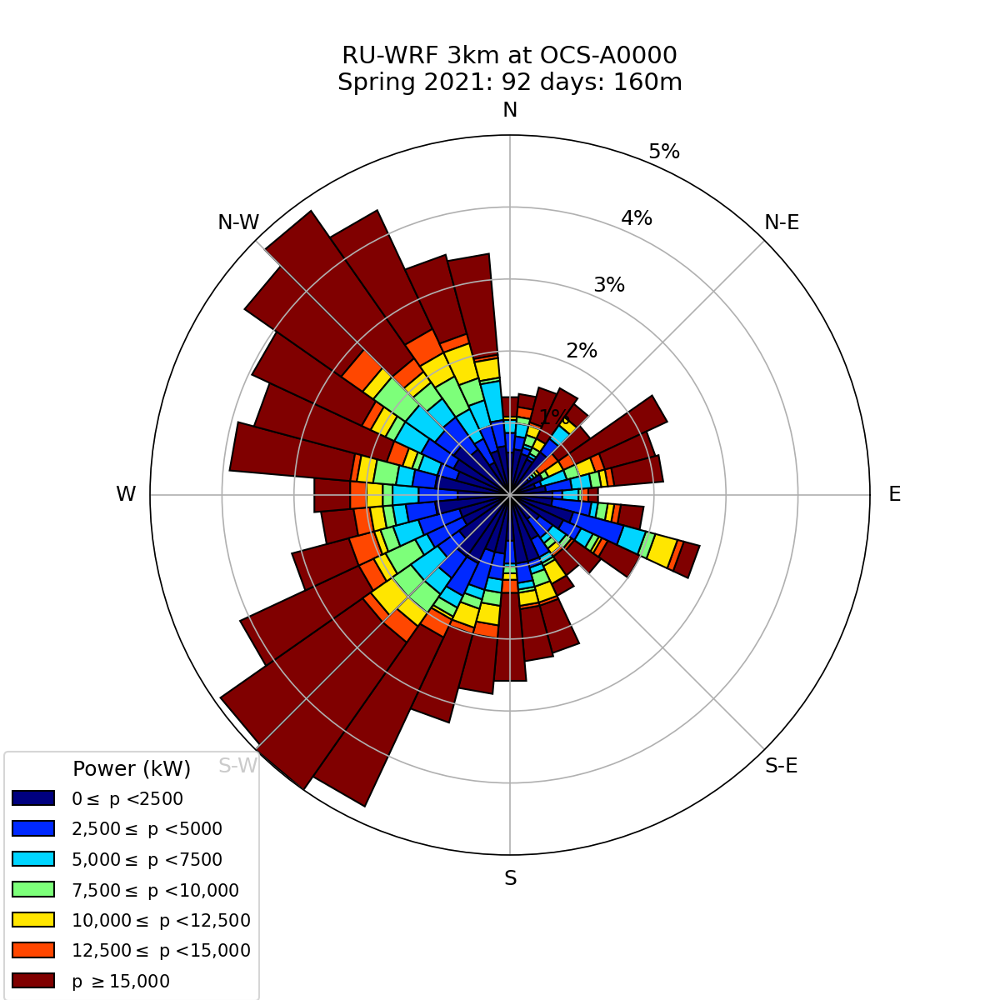 RU-WRF 3km at OCS-A0000
Spring 2021: 92 days: 160m
N
5%
4%
N-W
N-E
3%
2%
1%
W
E
S-W
S-E
S
Power (kW)
0≤ p <2500
2,500≤ p <5000
5,000≤ p <7500
7,500≤ p <10,000
10,000≤ p <12,500
12,500≤ p <15,000
p ≥15,000